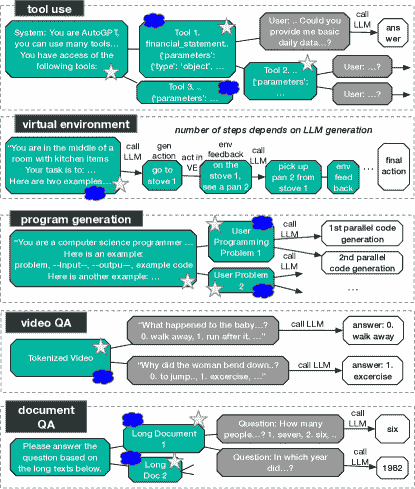 tool use
System: You are AutoGPT,
you can use many tools...
You have access of the
following tools:
Tool 1.
financial_statement..
{'parameters':
{'type': 'object', ...
Tool 2. ..
{'parameters':
...
Tool 3. ..
{'parameters': ...
User: .. Could you
provide me basic
daily data...?
User: ...?
User: ...?
call
LLM
ans
wer
virtual environment
number of steps depends on LLM generation
"You are in the middle of a
room with kitchen items
Your task is to: ...
Here are two examples...
call
LLM
gen
action
go to
stove 1
act in
VE
env
feedback
on the
stove 1,
see a pan 2
call
LLM
pick up
pan 2 from
stove 1
env
feed
back
...
final
action
program generation
"You are a computer science programmer ...
Here is an example:
problem, --Input--, --output--, example code
Here is another example: ...
User
Programming
Problem 1
User Problem
2
call
LLM
call
LLM
1st parallel code
generation
2nd parallel code
generation
...
video QA
Tokenized Video
"What happened to the baby...?
0. walk away, 1, run after it, ...
"Why did the woman bend down..?
0. to jump.., 1. excercise, ..."
call LLM
call LLM
answer: 0.
walk away
answer: 1.
excercise
document
QA
Please answer the
question based on
the long texts below.
Long Document
1
Long
Doc 2
Question: How many
people...? 1. seven, 2. six, ..
Question: In which year
did...?
call
LLM
call
LLM
six
1982